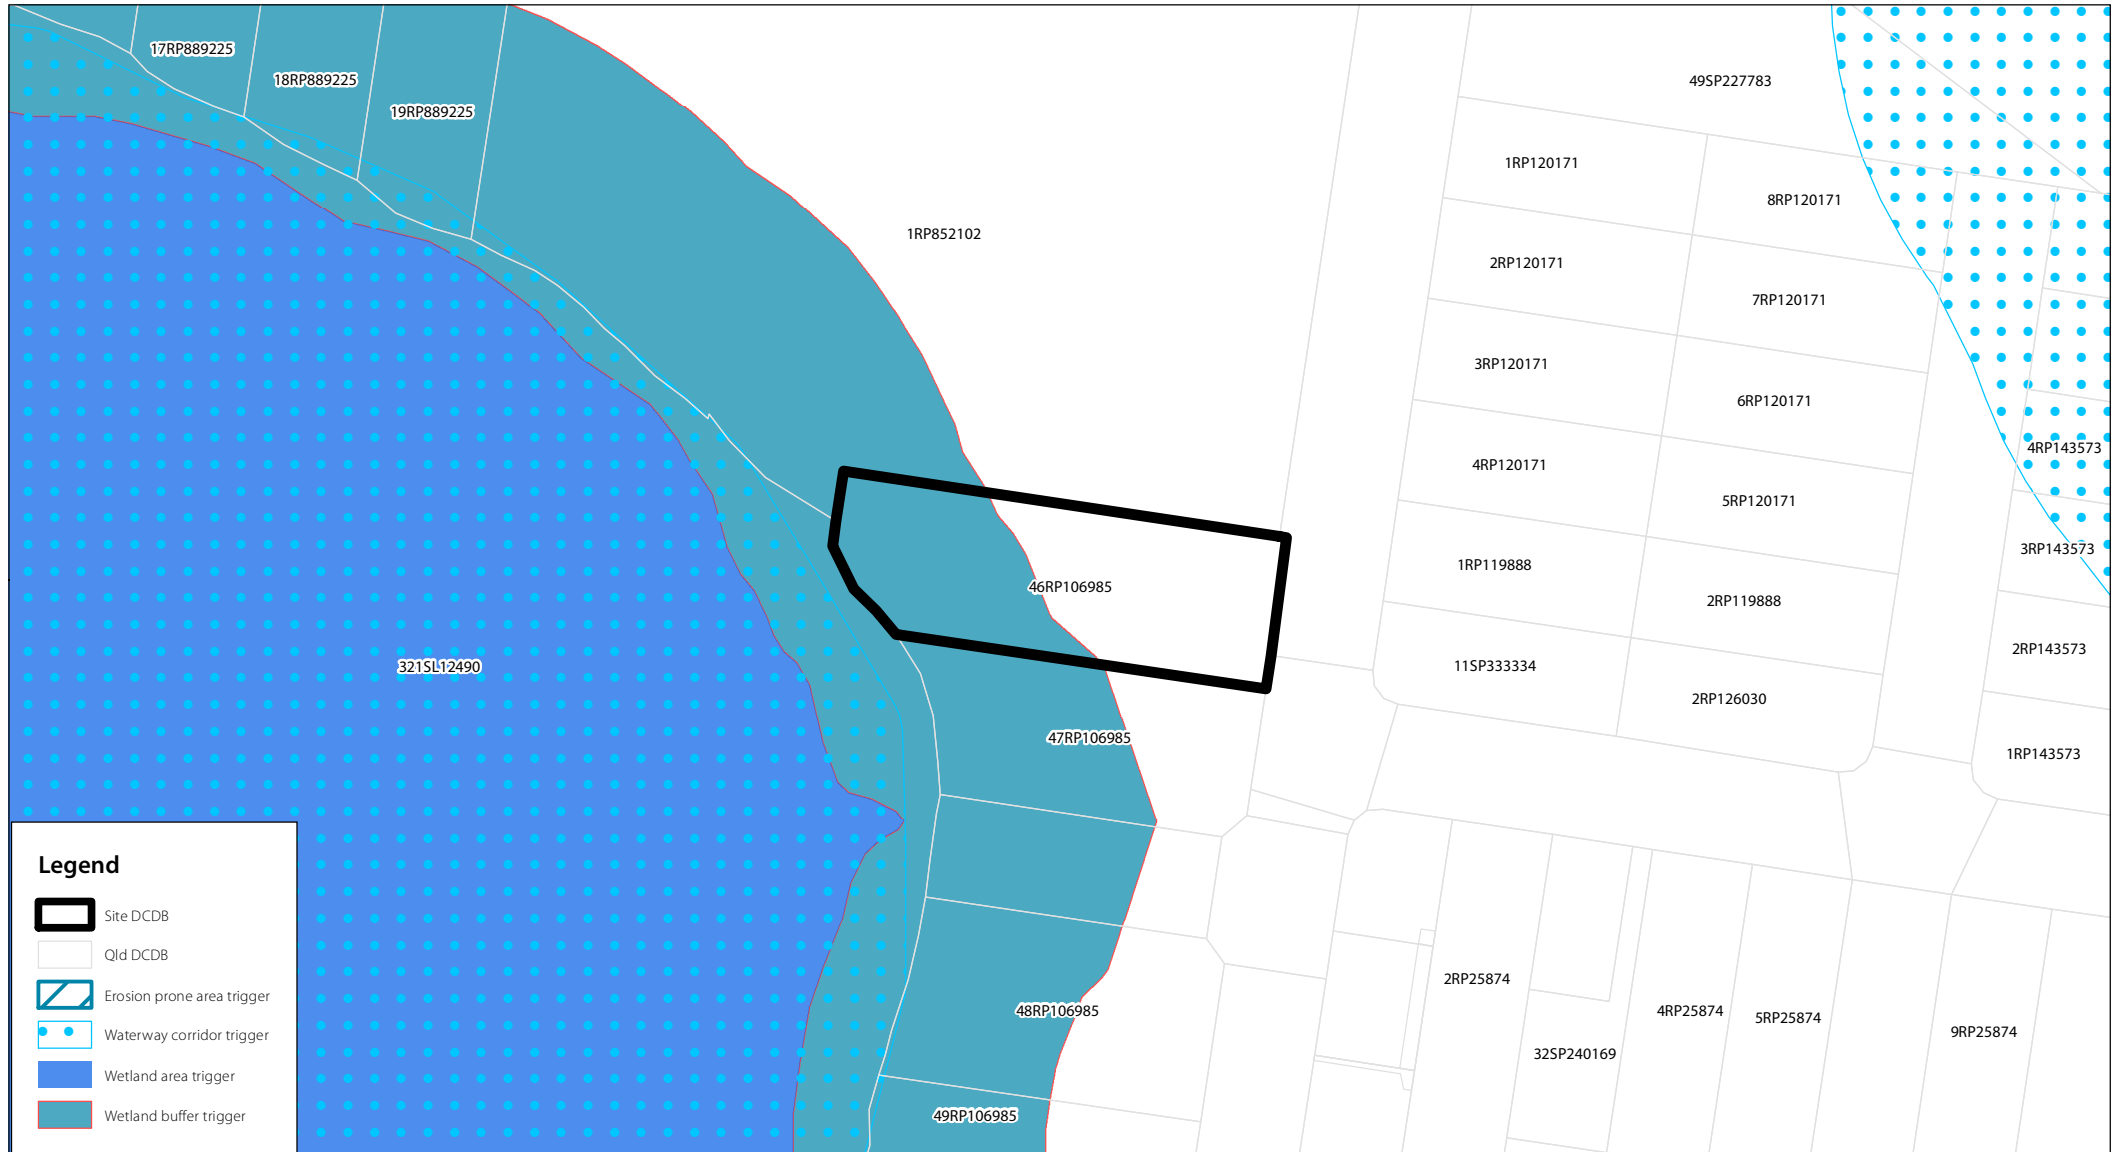 17RP889225
18RP889225
19RP889225
49SP227783
1RP120171
8RP120171
1RP852102
2RP120171
7RP120171
3RP120171
6RP120171
4RP143573
4RP120171
5RP120171
3RP143573
1RP119888
46RP106985
2RP119888
2RP143573
321SL12490
11SP333334
2RP126030
47RP106985
1RP143573
2RP25874
48RP106985
4RP25874
5RP25874
9RP25874
32SP240169
49RP106985
Legend
Site DCDB
Qld DCDB
Erosion prone area trigger
Waterway corridor trigger
Wetland area trigger
Wetland buffer trigger